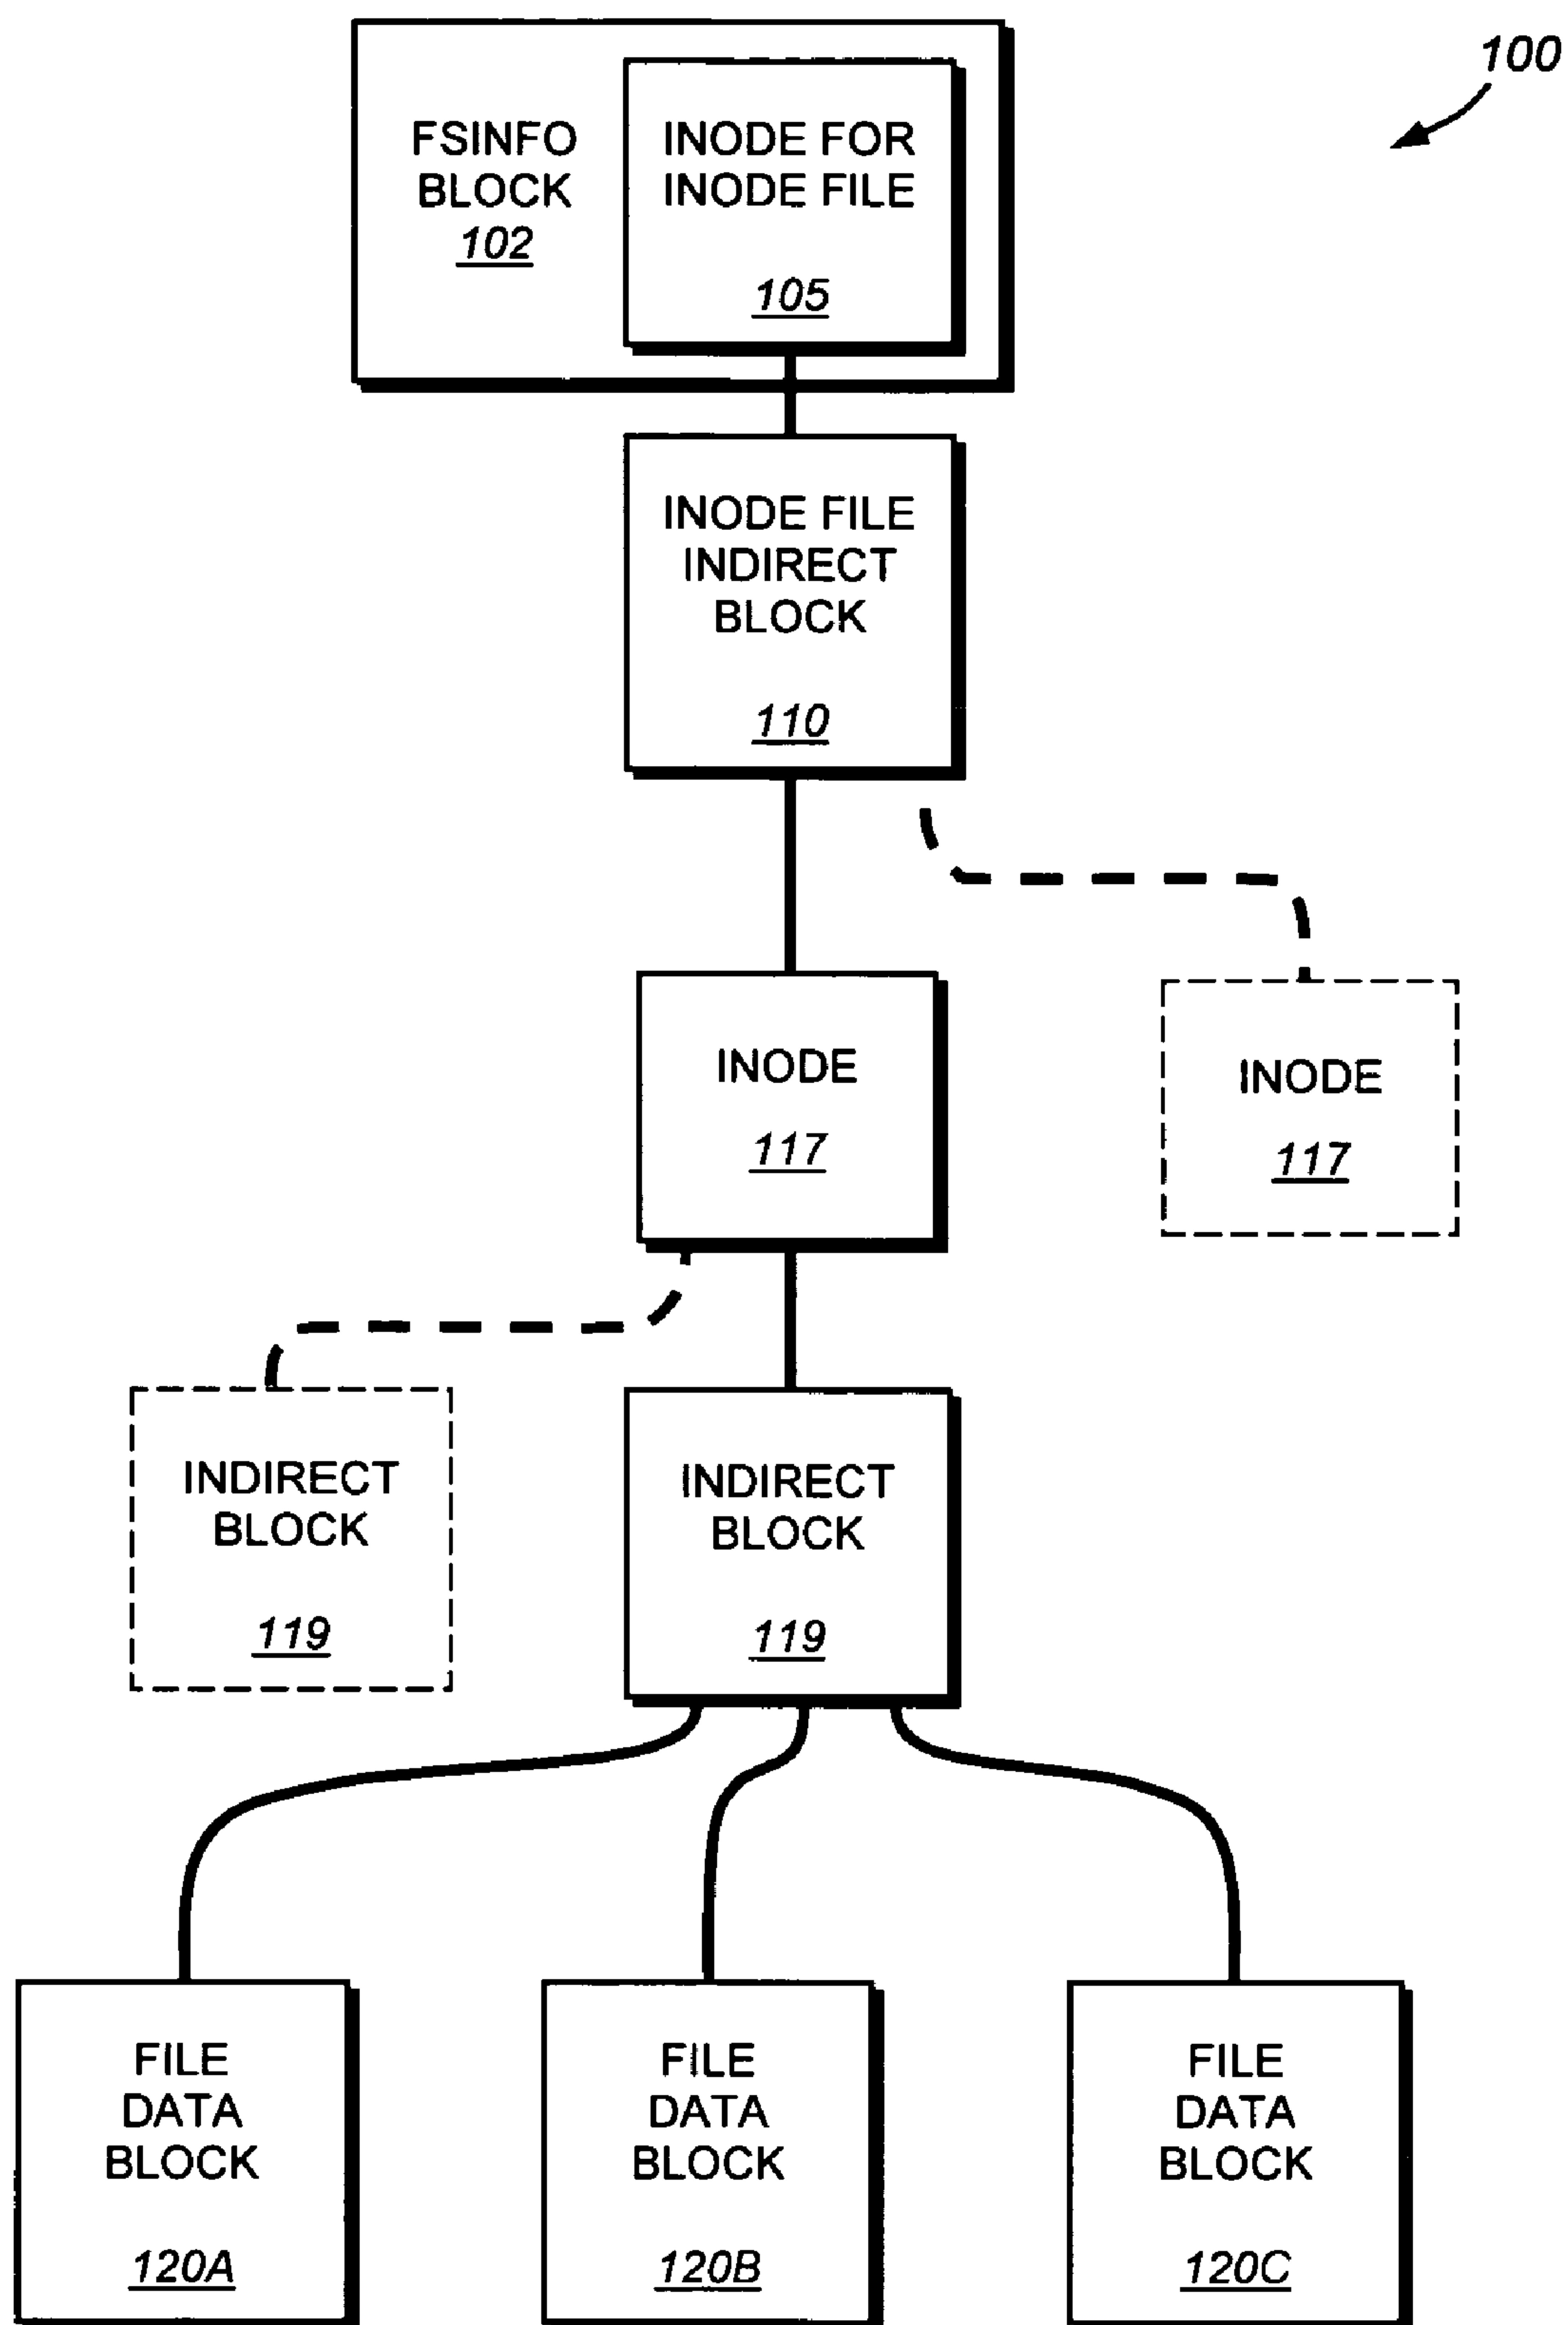 100
FSINFO
BLOCK
102
INODE FOR
INODE FILE
105
INODE FILE
INDIRECT
BLOCK
110
INODE
117
INODE
117
INDIRECT
BLOCK
119
INDIRECT
BLOCK
119
FILE
DATA
BLOCK
120A
FILE
DATA
BLOCK
120B
FILE
DATA
BLOCK
120C